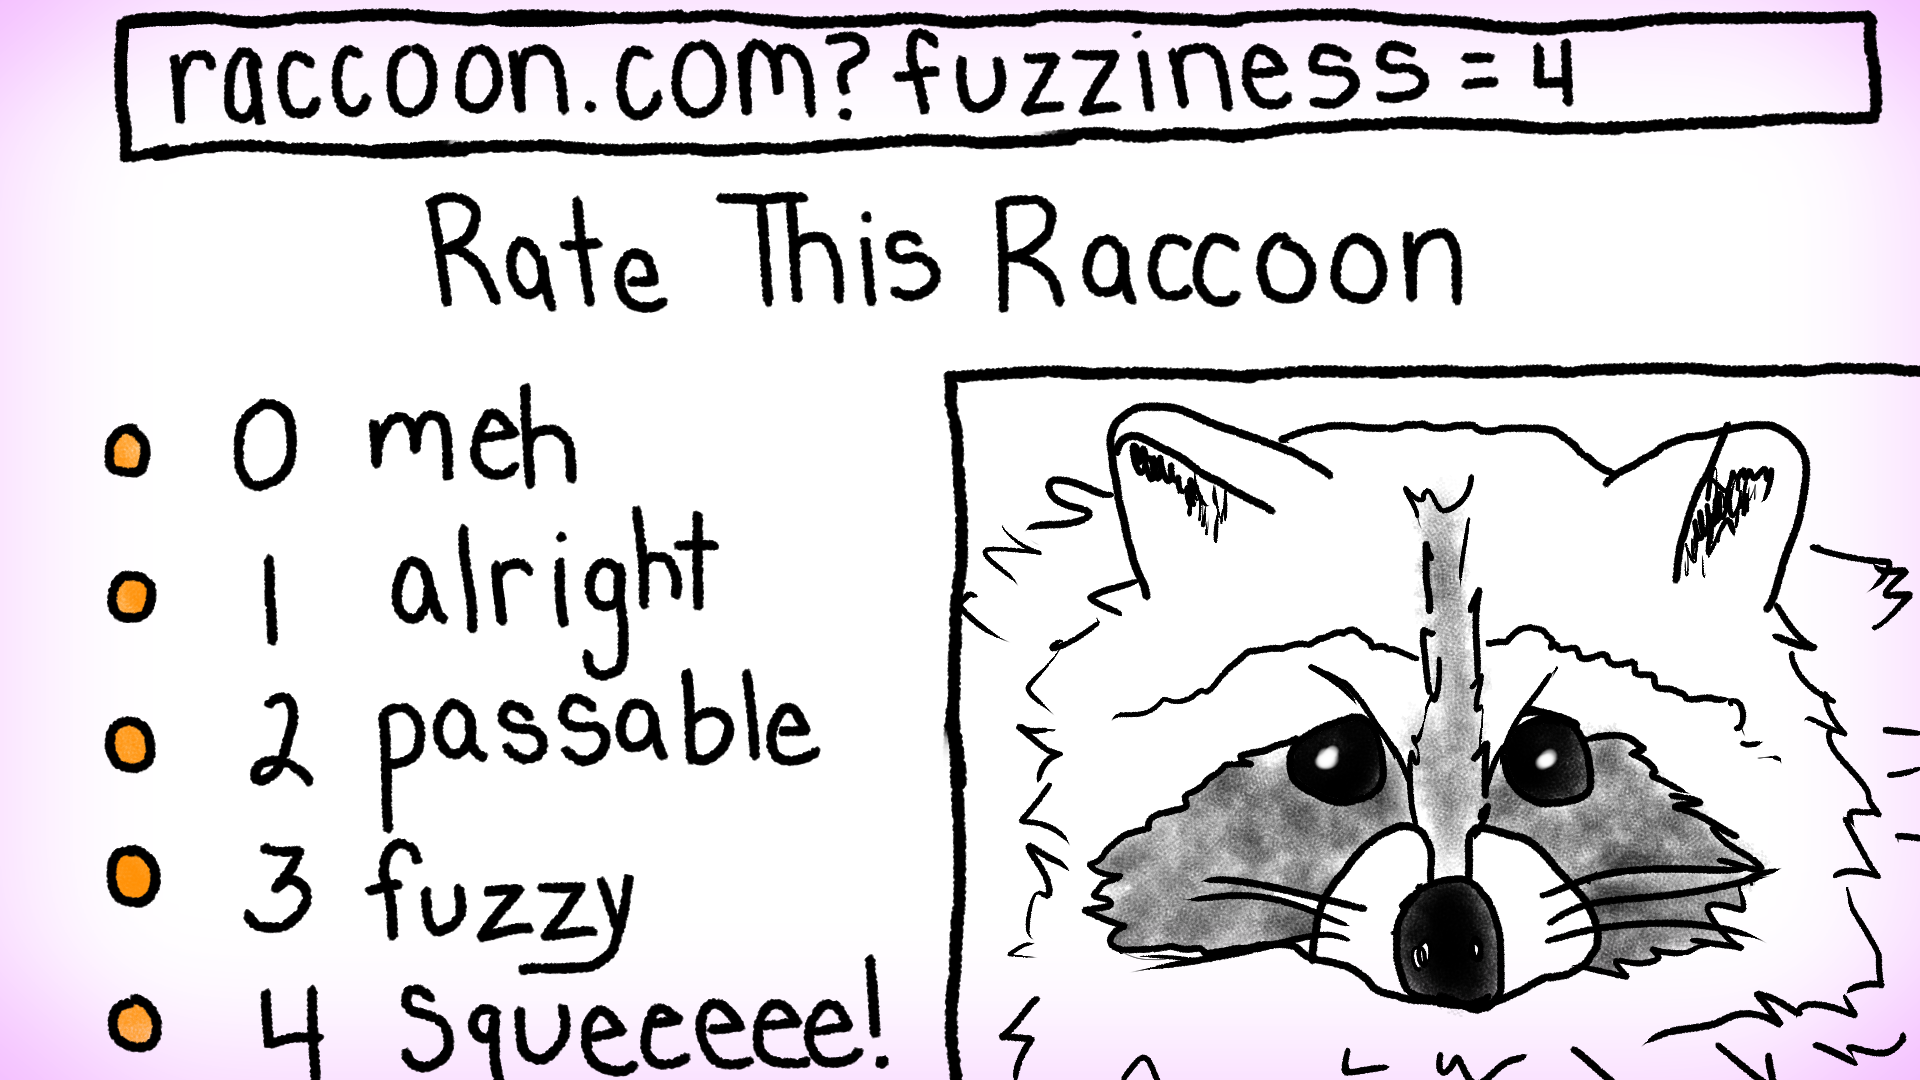 raccoon.com?fuzziness=4
Rate This Raccoon
0 meh
1 alright
2 passable
3 fuzzy
4 Squeeeee!